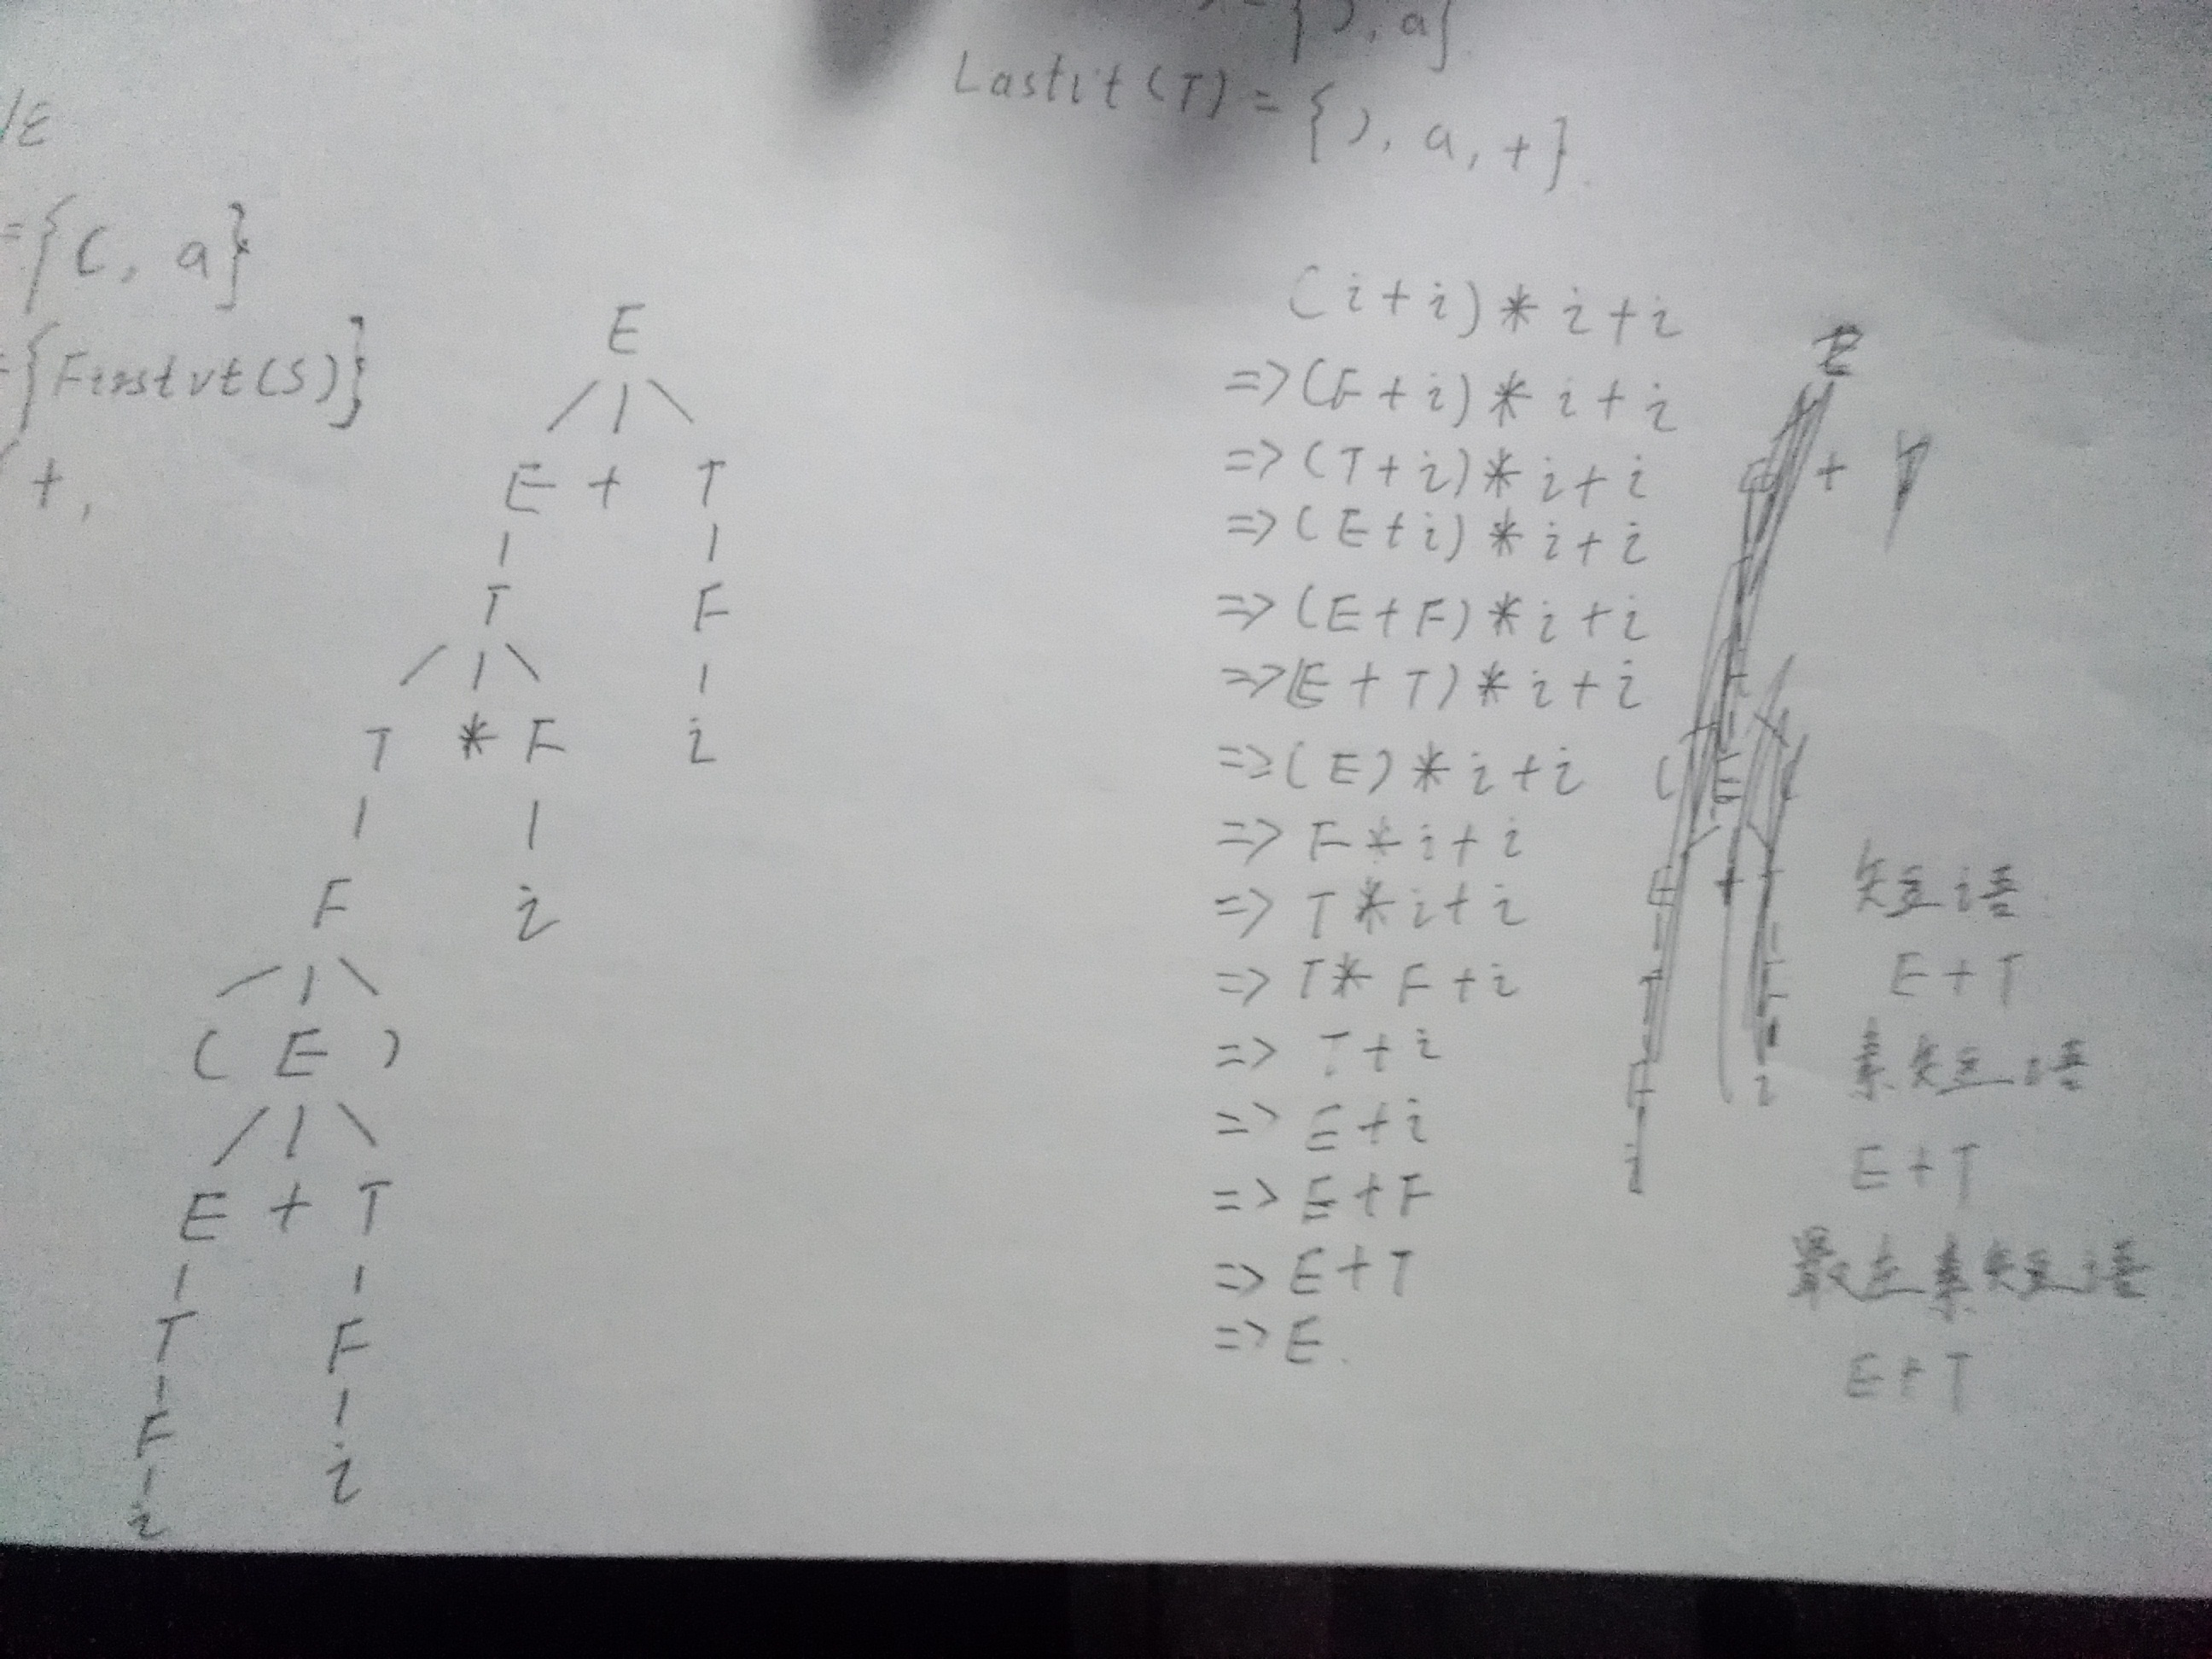 ={), a}
Lastvt(T) = {), a, +}.
/E
={(, a}
={Firstvt(S)}
+,
E
E + T
T F
T * F i
F i
( E )
E + T
T F
F i
i
(i+i)*i+i
=>(F+i)*i+i
=>(T+i)*i+i
=>(E+i)*i+i
=>(E+F)*i+i
=>(E+T)*i+i
=>(E)*i+i
=>F*i+i
=>T*i+i
=>T*F+i
=>T+i
=>E+i
=>E+F
=>E+T
=>E.
E
+ T
( E )
E +
i
i
短语
E+T
素短语
E+T
最左素短语
E+T